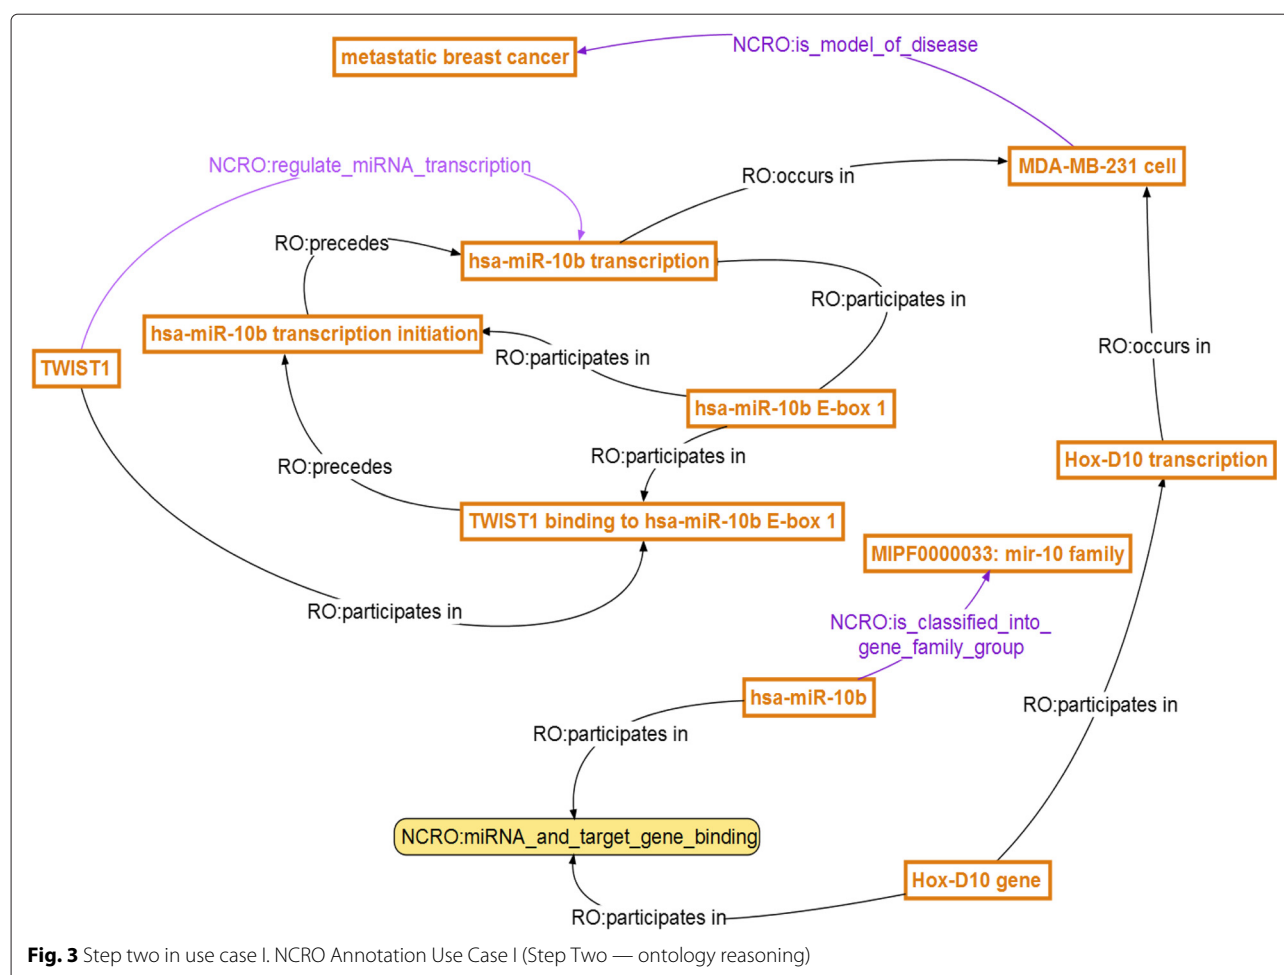 metastatic breast cancer
NCRO:is_model_of_disease
MDA-MB-231 cell
NCRO:regulate_miRNA_transcription
RO:occurs in
RO:precedes
hsa-miR-10b transcription
RO:participates in
hsa-miR-10b transcription initiation
RO:participates in
RO:occurs in
TWIST1
hsa-miR-10b E-box 1
RO:participates in
RO:precedes
Hox-D10 transcription
TWIST1 binding to hsa-miR-10b E-box 1
MIPF0000033: mir-10 family
RO:participates in
NCRO:is_classified_into_
gene_family_group
hsa-miR-10b
RO:participates in
RO:participates in
NCRO:miRNA_and_target_gene_binding
Hox-D10 gene
RO:participates in
Fig. 3 Step two in use case I. NCRO Annotation Use Case I (Step Two — ontology reasoning)